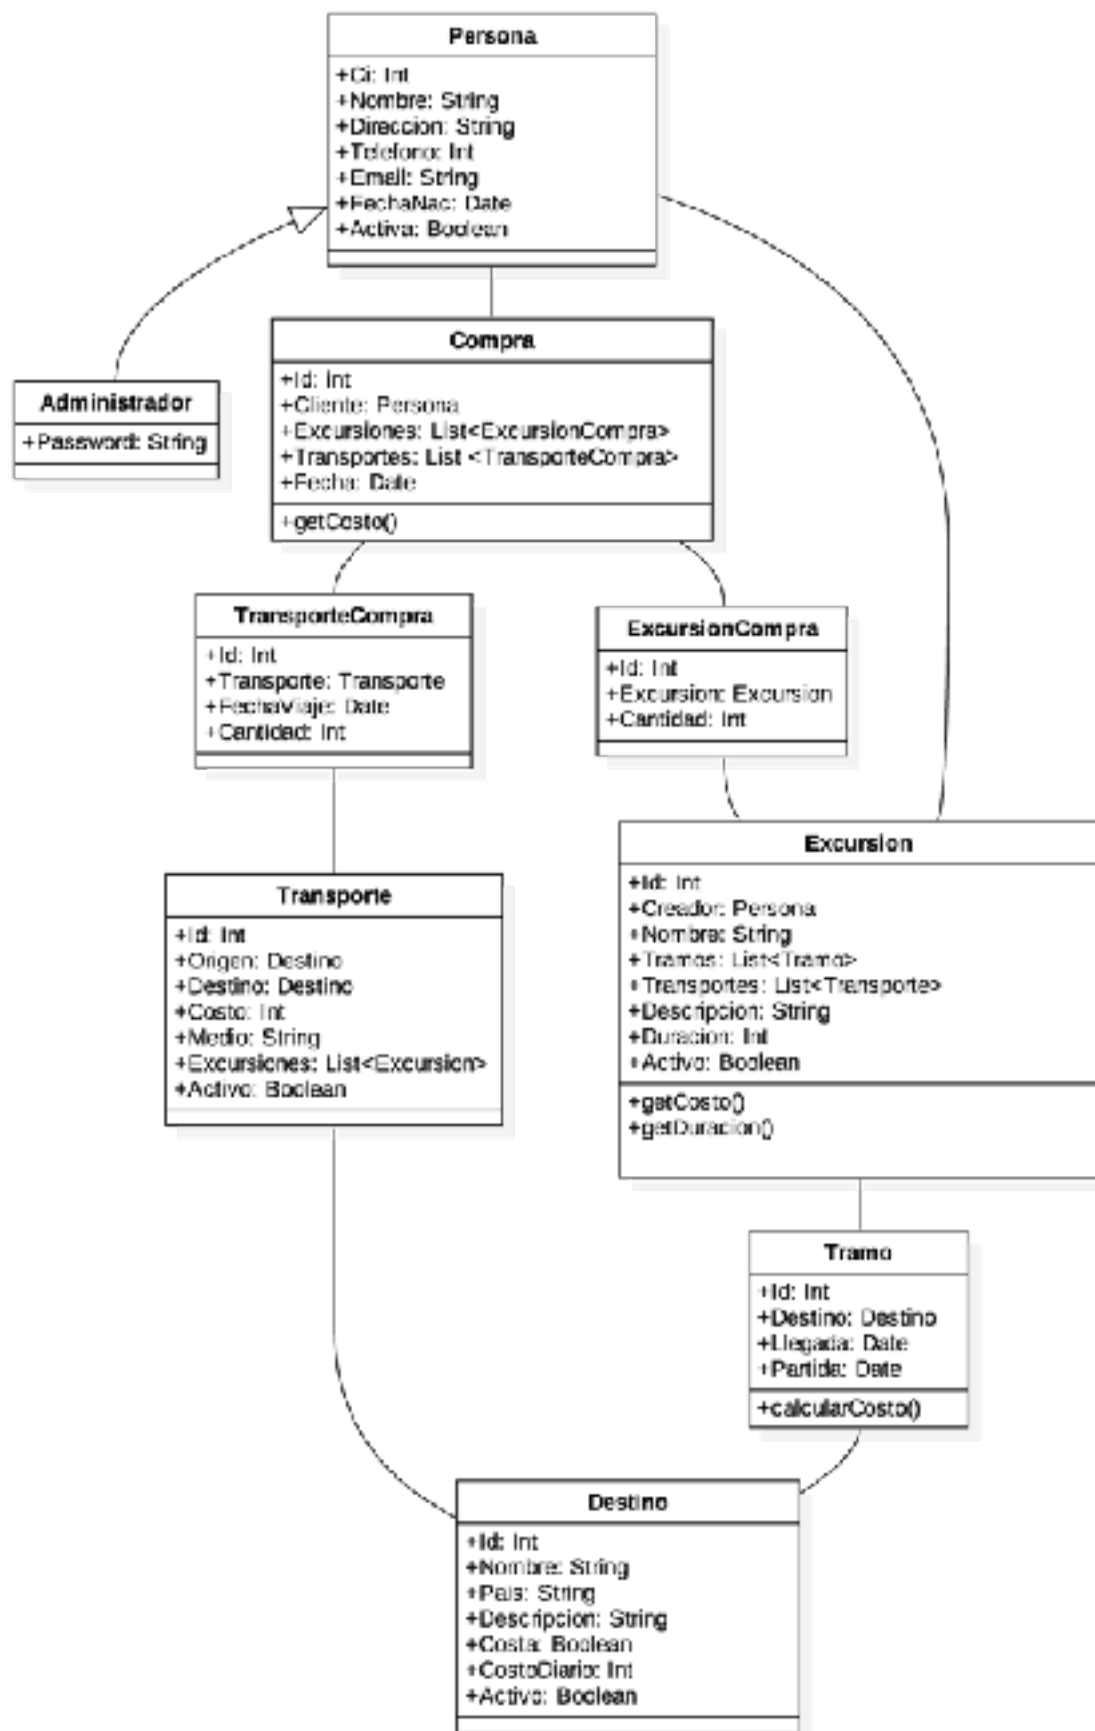 Persona
+Ci: Int
+Nombre: String
+Direccion: String
+Telefono: Int
+Email: String
+FechaNac: Date
+Activa: Boolean
Administrador
+Password: String
Compra
+Id: Int
+Cliente: Persona
+Excursiones: List<ExcursionCompra>
+Transportes: List <TransporteCompra>
+Fecha: Date
+getCosto()
TransporteCompra
+Id: Int
+Transporte: Transporte
+FechaViaje: Date
+Cantidad: Int
ExcursionCompra
+Id: Int
+Excursion: Excursion
+Cantidad: Int
Transporte
+Id: Int
+Origen: Destino
+Destino: Destino
+Costo: Int
+Medio: String
+Excursiones: List<Excursion>
+Activo: Boolean
Excursion
+Id: Int
+Creador: Persona
+Nombre: String
+Tramos: List<Tramo>
+Transportes: List<Transporte>
+Descripcion: String
+Duracion: Int
+Activo: Boolean
+getCosto()
+getDuracion()
Tramo
+Id: Int
+Destino: Destino
+Llegada: Date
+Partida: Date
+calcularCosto()
Destino
+Id: Int
+Nombre: String
+Pais: String
+Descripcion: String
+Costa: Boolean
+CostoDiario: Int
+Activo: Boolean